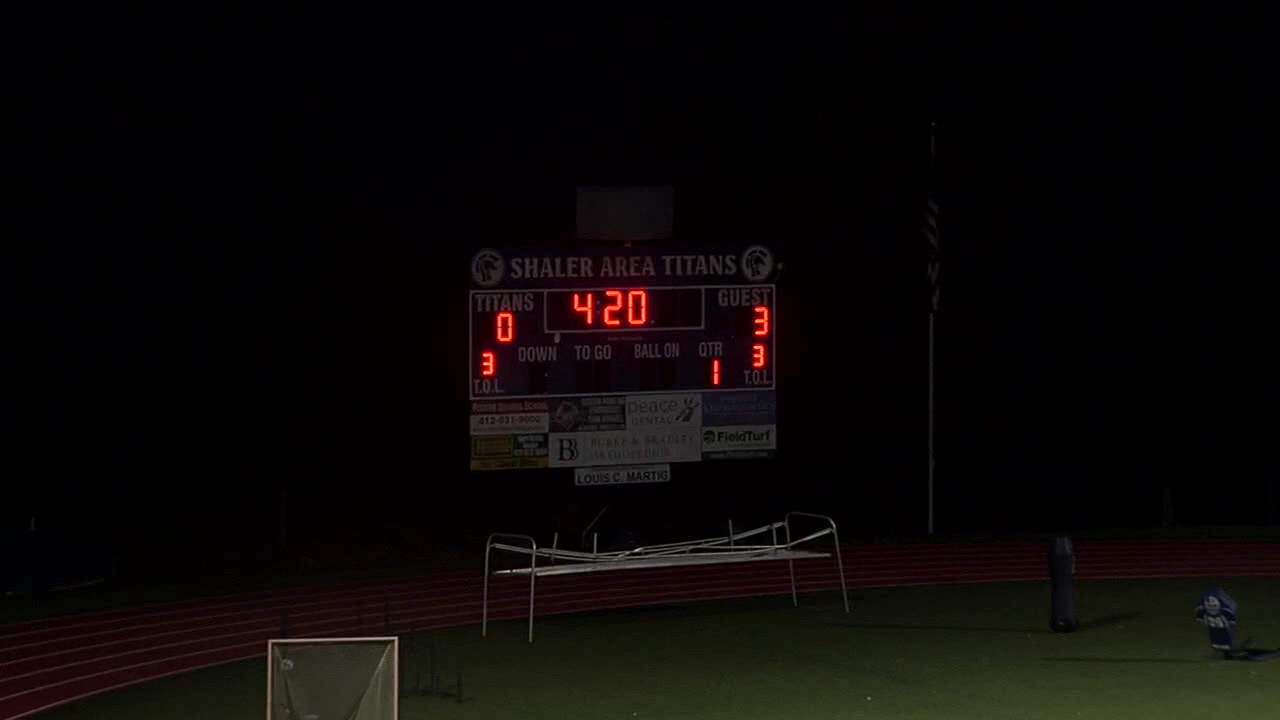 SHALER AREA TITANS
TITANS 4:20 GUEST
0 3
DOWN TO GO BALL ON QTR
3 1 3
T.O.L. T.O.L.
peace
DENTAL
412-931-9000
FieldTurf
B BURKE & BRADLEY
ORTHOPEDICS
LOUIS C. MARTIG